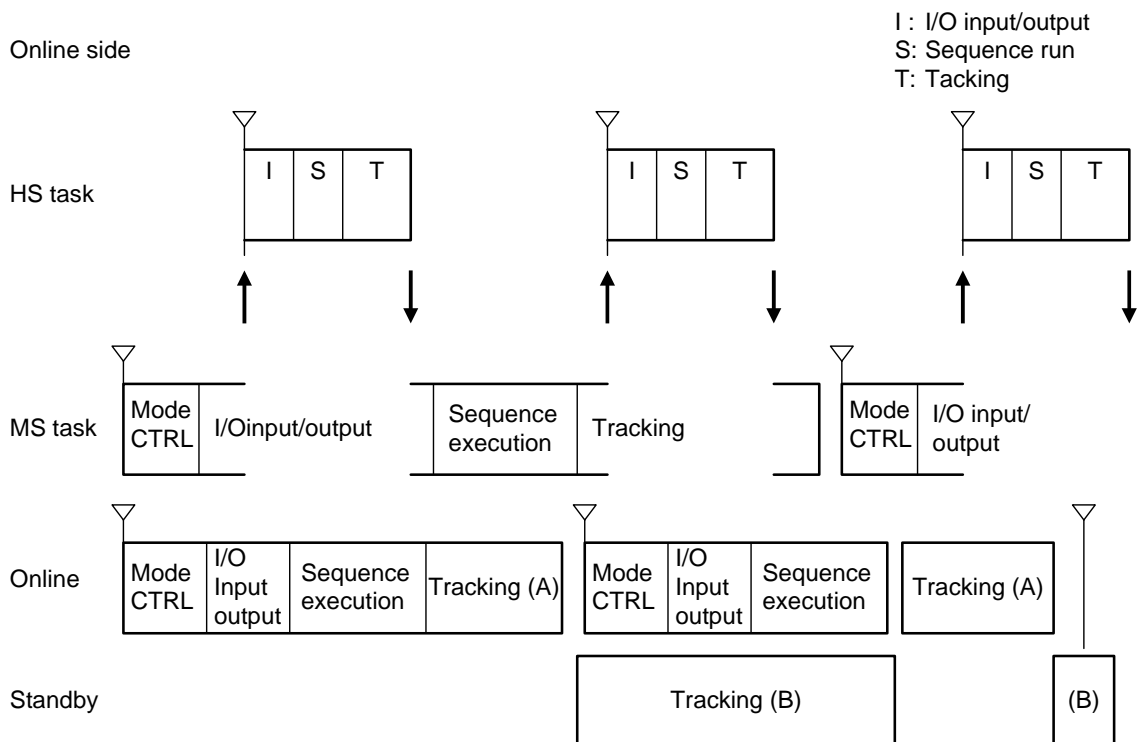 Online side
I : I/O input/output
S: Sequence run
T: Tacking
HS task
I S T
I S T
I S T
MS task
Mode
CTRL
I/Oinput/output
Sequence
execution
Tracking
Mode
CTRL
I/O input/
output
Online
Mode
CTRL
I/O
Input
output
Sequence
execution
Tracking (A)
Mode
CTRL
I/O
Input
output
Sequence
execution
Tracking (A)
Standby
Tracking (B)
(B)